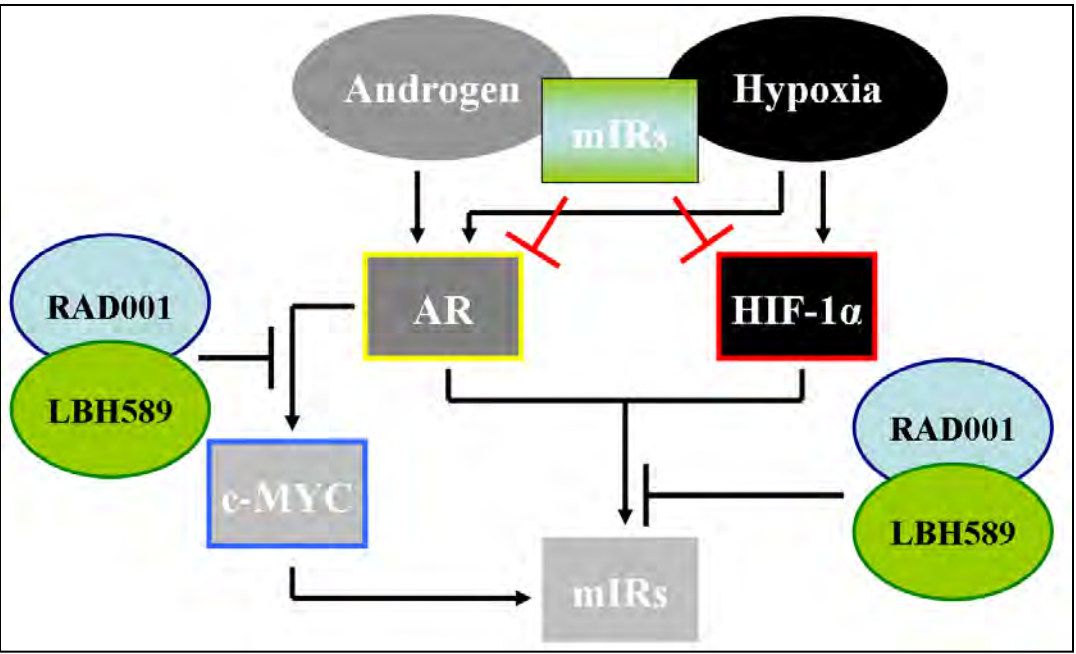 Androgen
mIRs
Hypoxia
AR
HIF-1α
RAD001
LBH589
c-MYC
RAD001
LBH589
mIRs